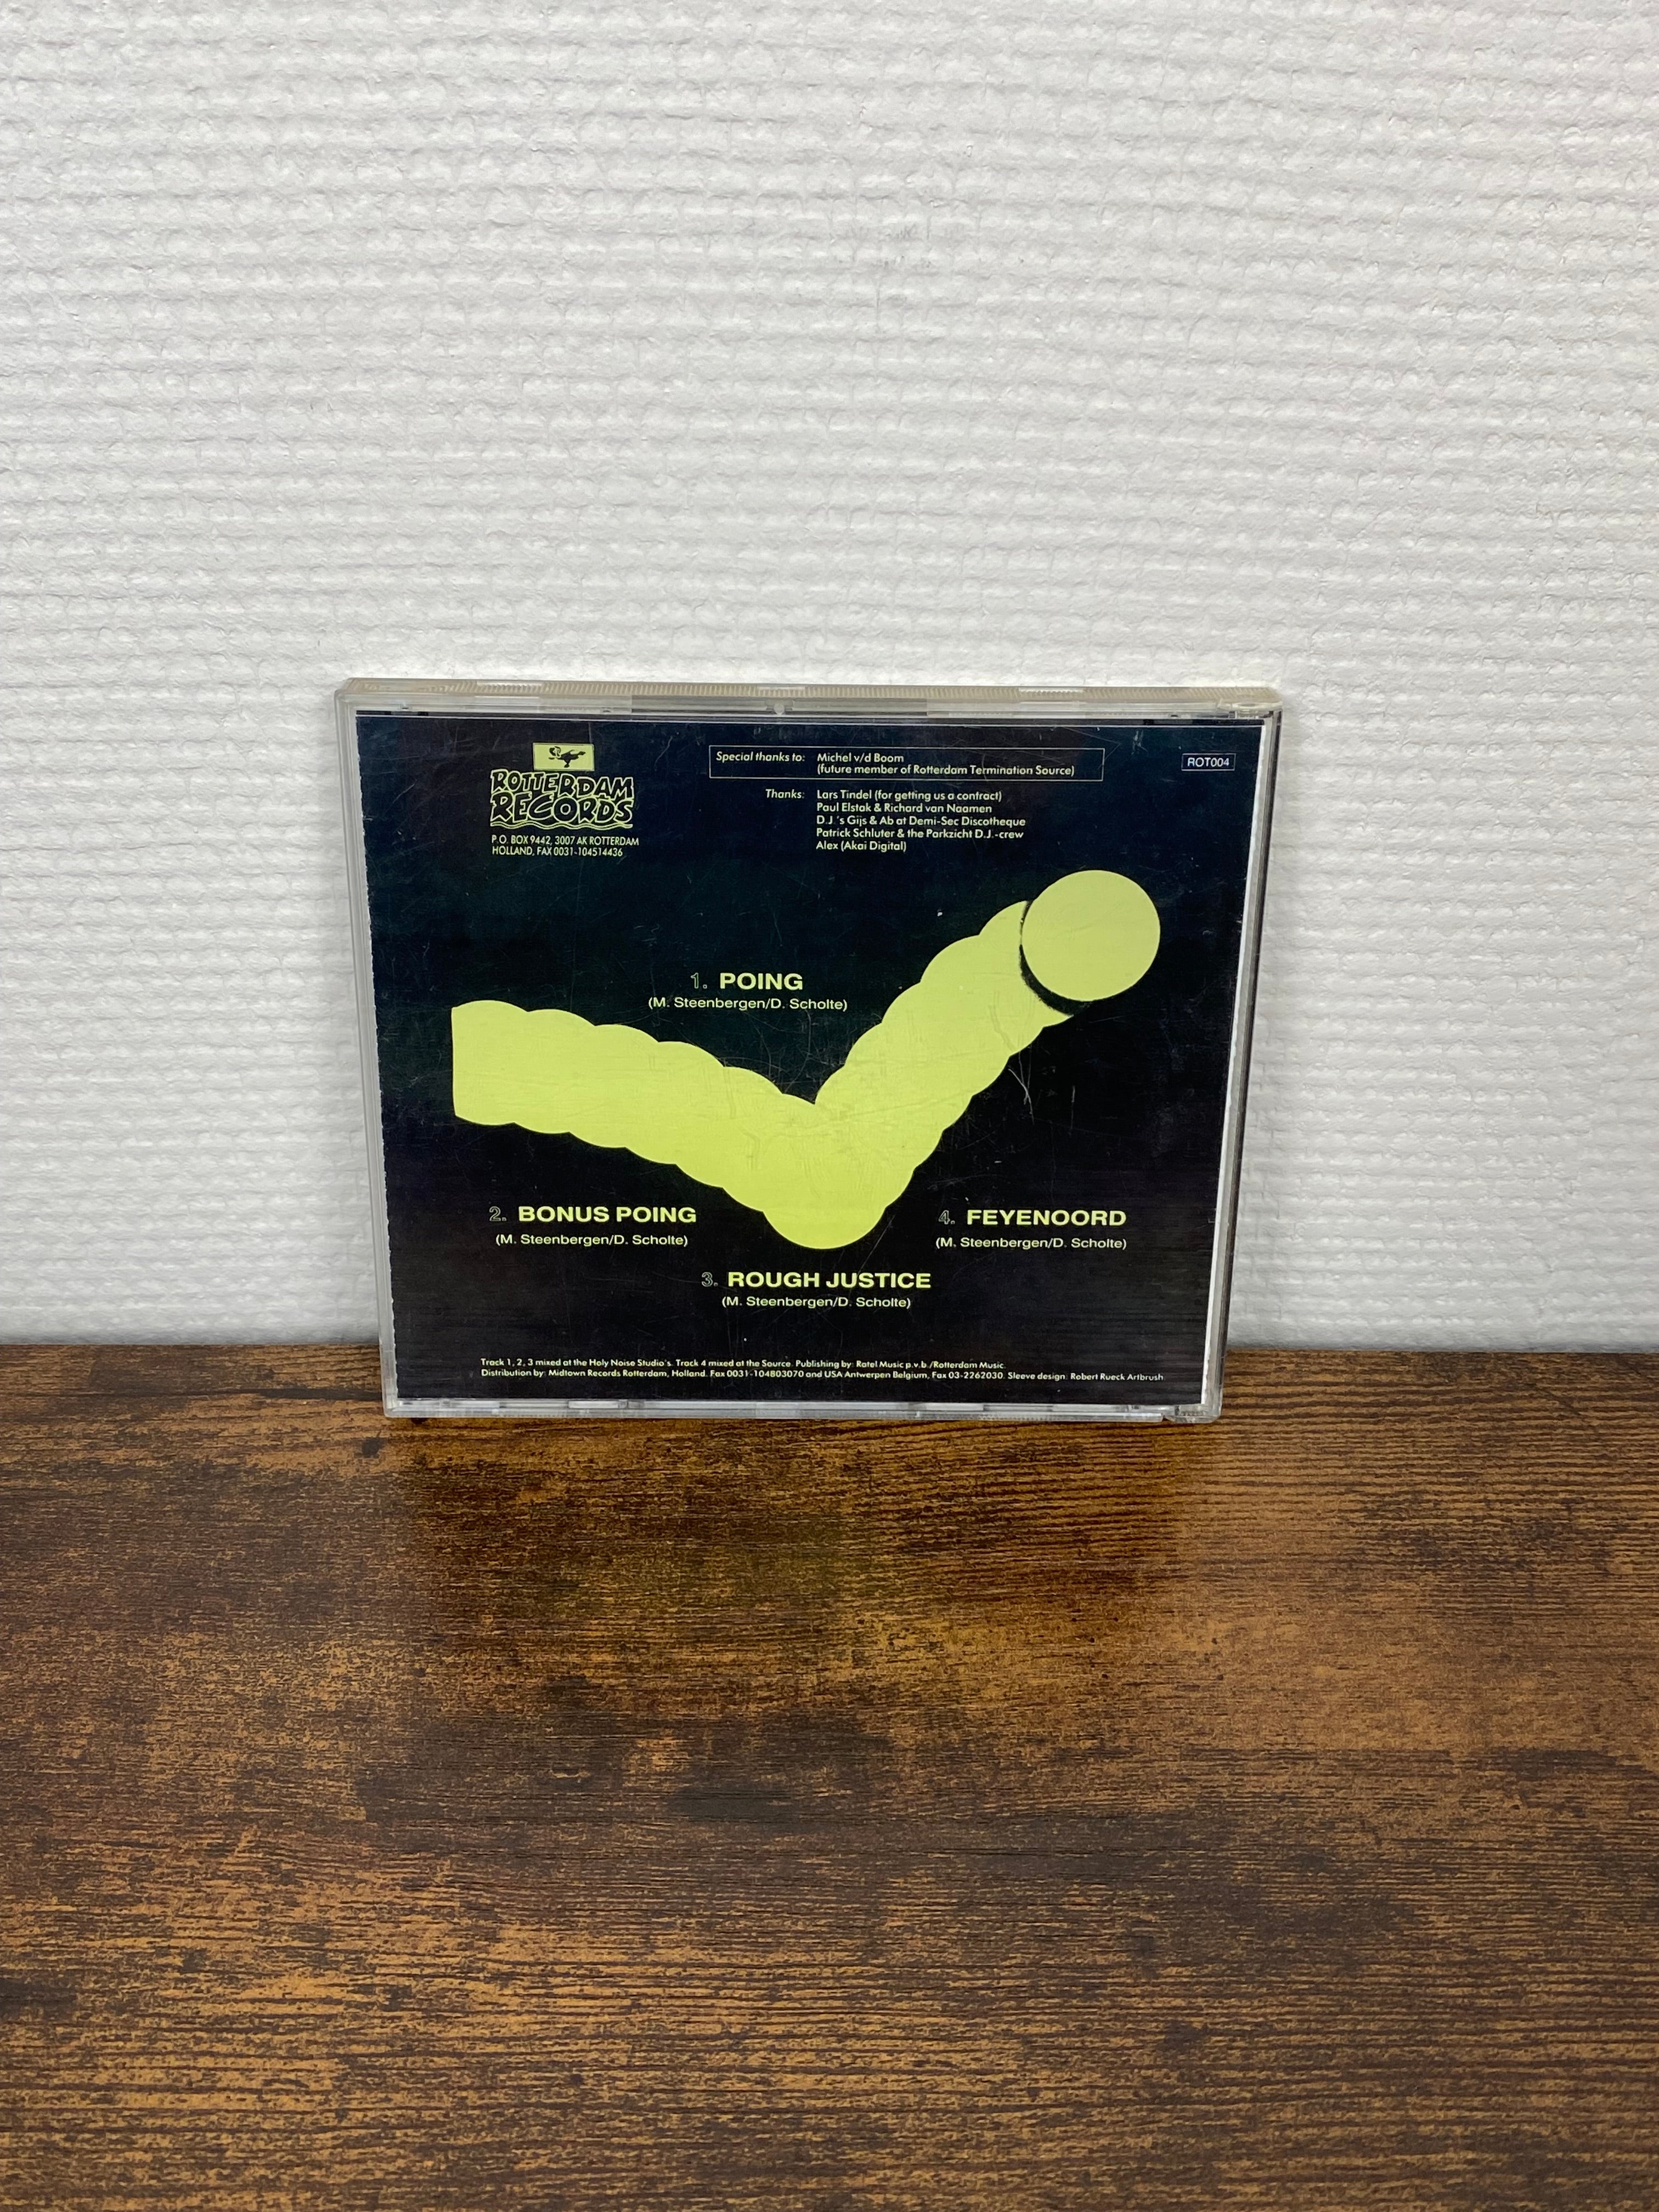 ROTTERDAM
RECORDS
P.O. BOX 9442, 3007 AK ROTTERDAM
HOLLAND, FAX 0031-104514436
Special thanks to: Michel v/d Boom
(future member of Rotterdam Termination Source)
Thanks: Lars Tindel (for getting us a contract)
Paul Elstak & Richard van Naamen
D.J.'s Gijs & Ab at Demi-Sec Discotheque
Patrick Schluter & the Parkzicht D.J.-crew
Alex (Akai Digital)
ROT004
1. POING
(M. Steenbergen/D. Scholte)
2. BONUS POING
(M. Steenbergen/D. Scholte)
3. ROUGH JUSTICE
(M. Steenbergen/D. Scholte)
4. FEYENOORD
(M. Steenbergen/D. Scholte)
Track 1, 2, 3 mixed at the Holy Noise Studio's. Track 4 mixed at the Source. Publishing by: Ratel Music p.v.b./Rotterdam Music.
Distribution by: Midtown Records Rotterdam, Holland. Fax 0031-104803070 and USA Antwerpen Belgium, Fax 03-2262030. Sleeve design: Robert Rueck Artbrush